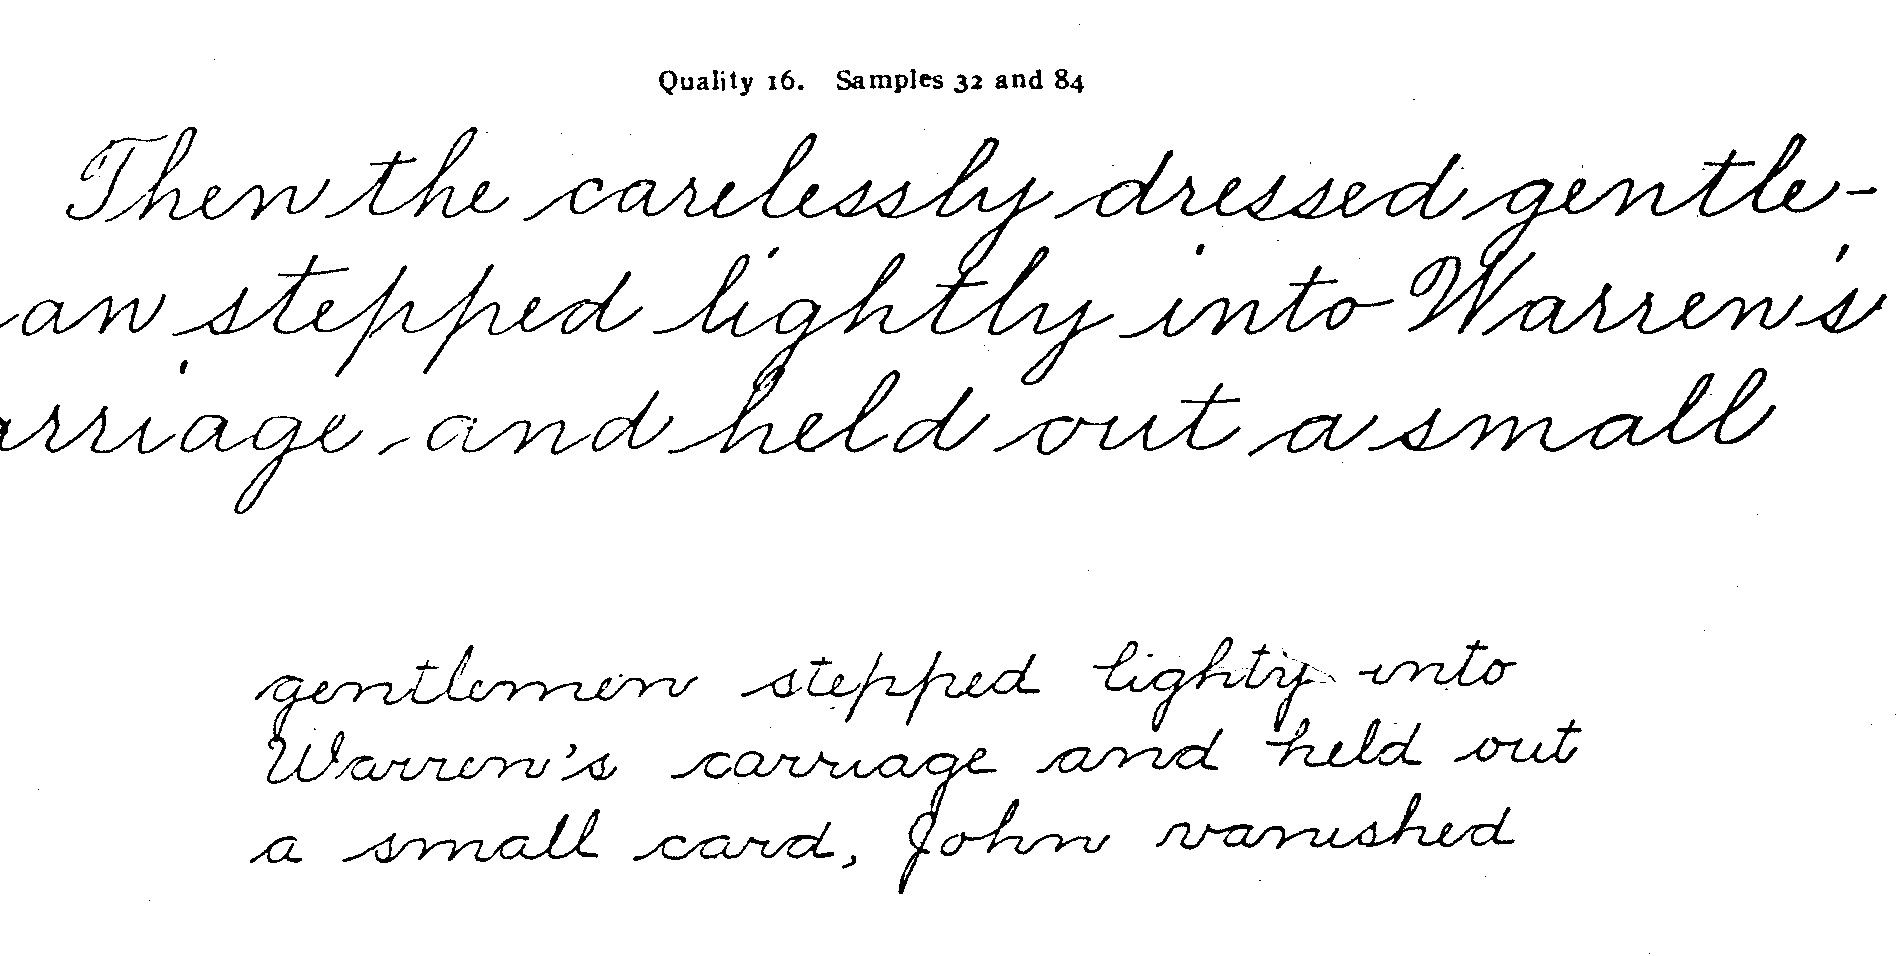 Quality 16. Samples 32 and 84
Then the carelessly dressed gentle-
an stepped lightly into Warren's
arriage and held out a small
gentlemen stepped lighty into
Warren's carriage and held out
a small card, John vanished